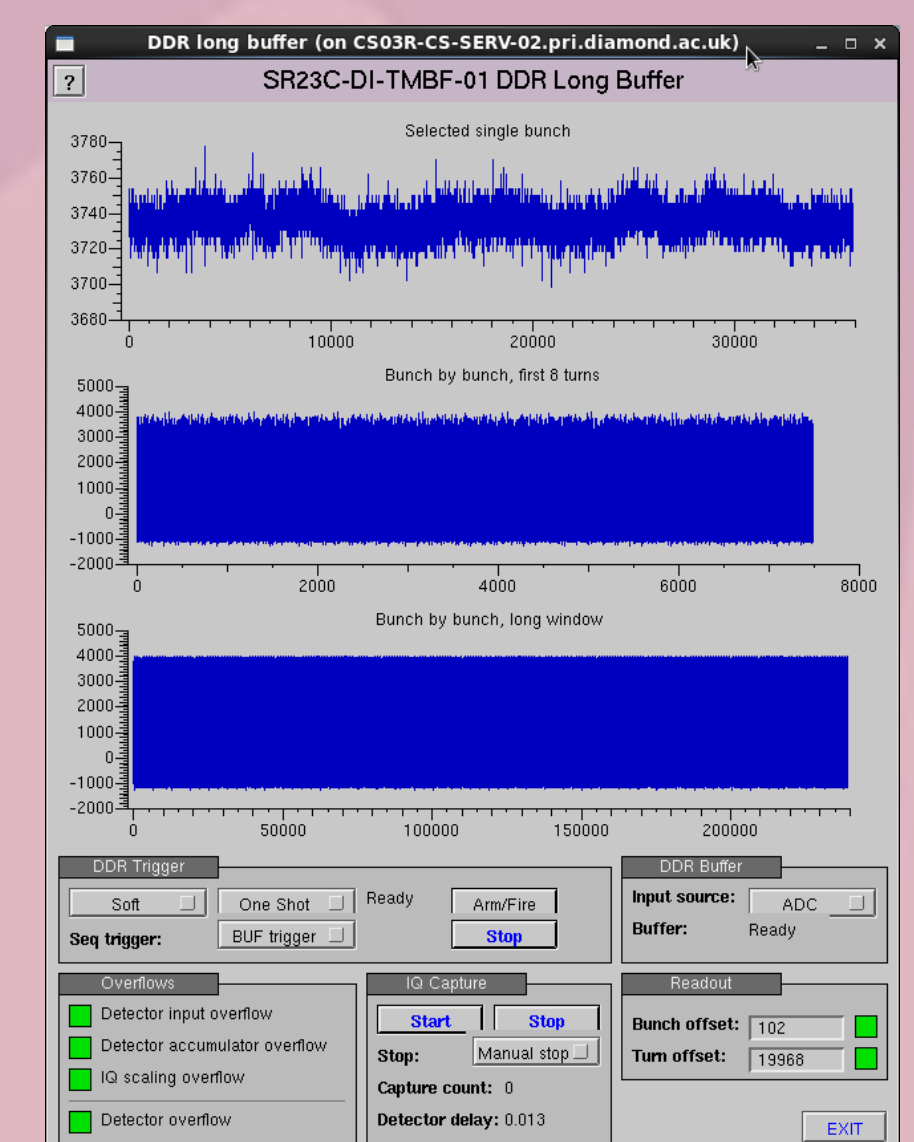 DDR long buffer (on CS03R-CS-SERV-02.pri.diamond.ac.uk)
? SR23C-DI-TMBF-01 DDR Long Buffer
Selected single bunch
3780
3760
3740
3720
3700
3680
0 10000 20000 30000
Bunch by bunch, first 8 turns
5000
4000
3000
2000
1000
0
-1000
-2000
0 2000 4000 6000 8000
Bunch by bunch, long window
5000
4000
3000
2000
1000
0
-1000
-2000
0 50000 100000 150000 200000
DDR Trigger
Soft One Shot Ready Arm/Fire
Seq trigger: BUF trigger Stop
DDR Buffer
Input source: ADC
Buffer: Ready
Overflows
Detector input overflow
Detector accumulator overflow
IQ scaling overflow
Detector overflow
IQ Capture
Start Stop
Stop: Manual stop
Capture count: 0
Detector delay: 0.013
Readout
Bunch offset: 102
Turn offset: 19968
EXIT